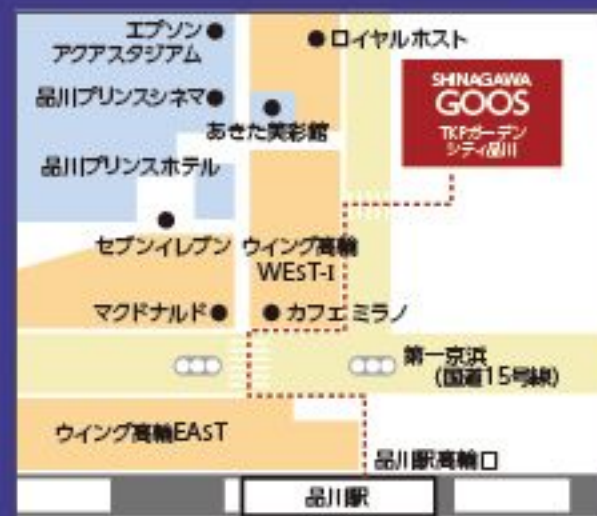 エプソン
アクアスタジアム
ロイヤルホスト
品川プリンスシネマ
あきた美彩館
SHINAGAWA
GOOS
TKPガーデン
シティ品川
品川プリンスホテル
セブンイレブン
ウイング高輪
WEST-I
マクドナルド
カフェ ミラノ
第一京浜
(国道15号線)
ウイング高輪EAST
品川駅高輪口
品川駅